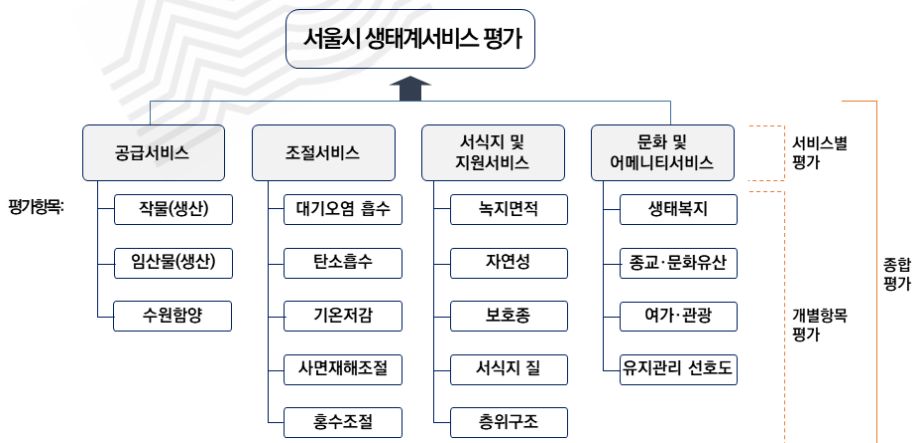 서울시 생태계서비스 평가
공급서비스
조절서비스
서식지 및
지원서비스
문화 및
어메니티서비스
서비스별
평가
평가항목:
작물(생산)
대기오염 흡수
녹지면적
생태복지
임산물(생산)
탄소흡수
자연성
종교·문화유산
종합
평가
수원함양
기온저감
보호종
여가·관광
개별항목
평가
사면재해조절
서식지 질
유지관리 선호도
홍수조절
층위구조